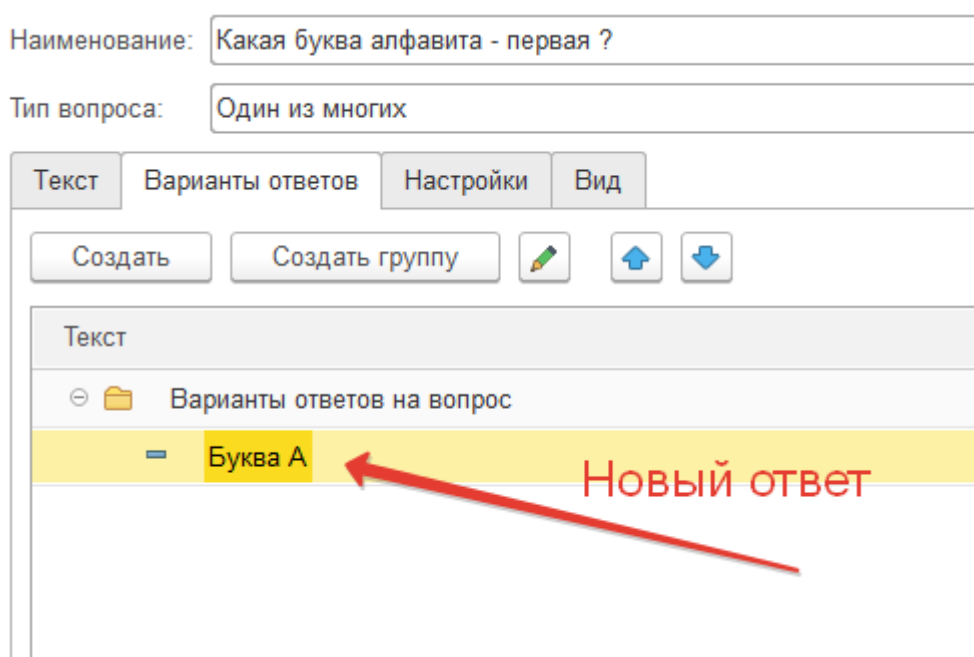 Наименование: Какая буква алфавита - первая ?
Тип вопроса: Один из многих
Текст Варианты ответов Настройки Вид
Создать Создать группу
Текст
Варианты ответов на вопрос
Буква А
Новый ответ